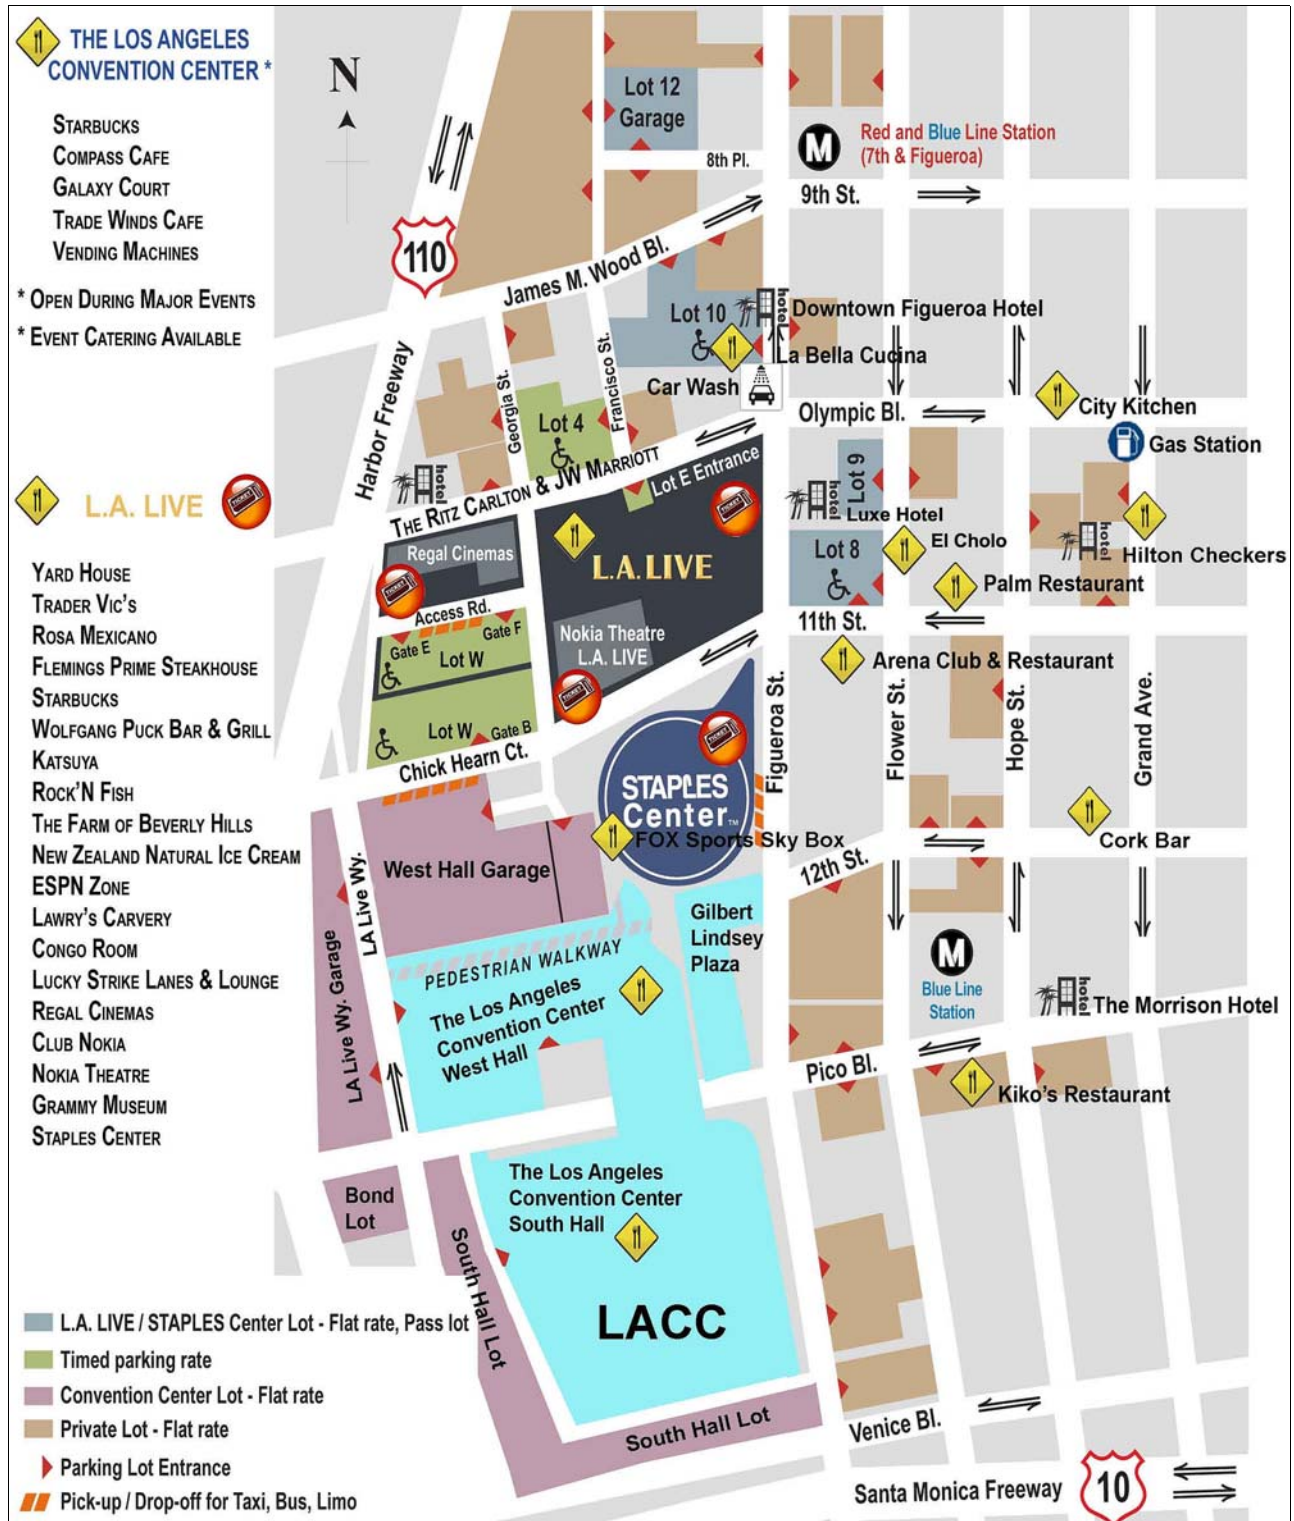 THE LOS ANGELES
CONVENTION CENTER *
STARBUCKS
COMPASS CAFE
GALAXY COURT
TRADE WINDS CAFE
VENDING MACHINES
* OPEN DURING MAJOR EVENTS
* EVENT CATERING AVAILABLE
L.A. LIVE
TICKET
YARD HOUSE
TRADER VIC'S
ROSA MEXICANO
FLEMINGS PRIME STEAKHOUSE
STARBUCKS
WOLFGANG PUCK BAR & GRILL
KATSUYA
ROCK'N FISH
THE FARM OF BEVERLY HILLS
NEW ZEALAND NATURAL ICE CREAM
ESPN ZONE
LAWRY'S CARVERY
CONGO ROOM
LUCKY STRIKE LANES & LOUNGE
REGAL CINEMAS
CLUB NOKIA
NOKIA THEATRE
GRAMMY MUSEUM
STAPLES CENTER
L.A. LIVE / STAPLES Center Lot - Flat rate, Pass lot
Timed parking rate
Convention Center Lot - Flat rate
Private Lot - Flat rate
Parking Lot Entrance
Pick-up / Drop-off for Taxi, Bus, Limo
N
Lot 12
Garage
8th Pl.
M
Red and Blue Line Station
(7th & Figueroa)
9th St.
110
James M. Wood Bl.
Harbor Freeway
Georgia St.
Francisco St.
Lot 10
hotel
Downtown Figueroa Hotel
La Bella Cucina
Car Wash
Olympic Bl.
City Kitchen
Gas Station
Lot 4
hotel
THE RITZ CARLTON & JW MARRIOTT
Lot E Entrance
TICKET
Lot 9
hotel
Luxe Hotel
El Cholo
hotel
Hilton Checkers
Regal Cinemas
L.A. LIVE
Lot 8
Palm Restaurant
TICKET
Access Rd.
11th St.
Gate E
Gate F
Lot W
Nokia Theatre
L.A. LIVE
Arena Club & Restaurant
TICKET
Lot W
Gate B
Chick Hearn Ct.
TICKET
Figueroa St.
Flower St.
Hope St.
Grand Ave.
STAPLES
Center™
FOX Sports Sky Box
12th St.
Cork Bar
West Hall Garage
LA Live Wy.
LA Live Wy. Garage
Gilbert
Lindsey
Plaza
PEDESTRIAN WALKWAY
M
Blue Line
Station
hotel
The Morrison Hotel
The Los Angeles
Convention Center
West Hall
Pico Bl.
Kiko's Restaurant
Bond
Lot
The Los Angeles
Convention Center
South Hall
South Hall Lot
LACC
South Hall Lot
Venice Bl.
Santa Monica Freeway
10